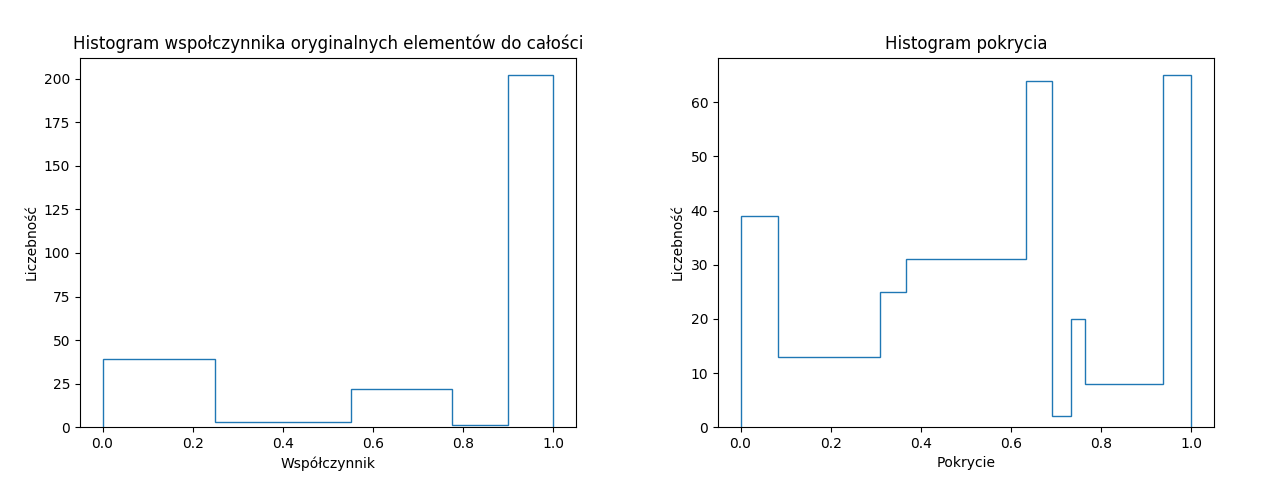 Histogram wspołczynnika oryginalnych elementów do całości
200
175
150
125
100
75
50
25
0
Liczebność
0.0 0.2 0.4 0.6 0.8 1.0
Współczynnik
Histogram pokrycia
60
50
40
30
20
10
0
Liczebność
0.0 0.2 0.4 0.6 0.8 1.0
Pokrycie